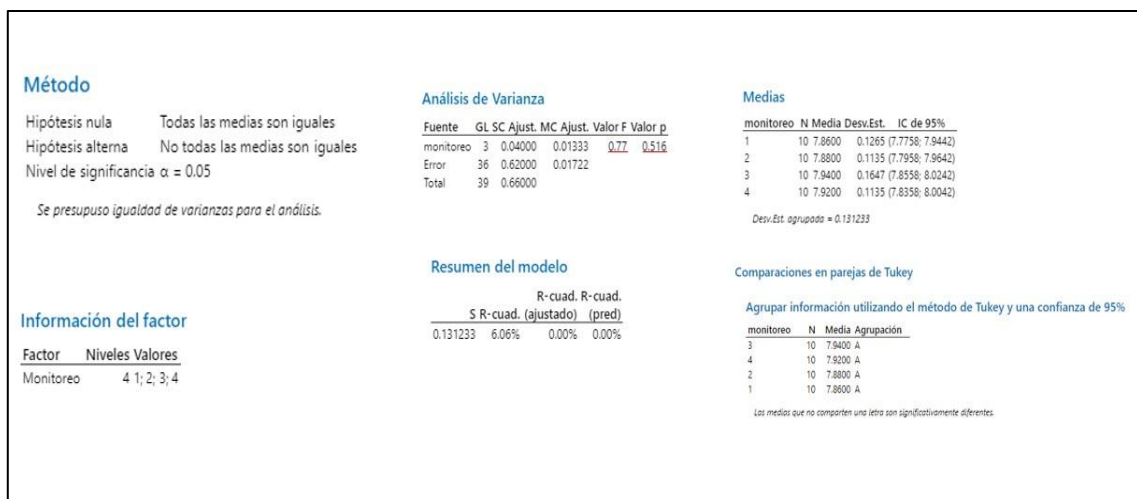 Método
Hipótesis nula Todas las medias son iguales
Hipótesis alterna No todas las medias son iguales
Nivel de significancia α = 0.05
Se presupuso igualdad de varianzas para el análisis.
Información del factor
Factor Niveles Valores
Monitoreo 4 1; 2; 3; 4
Análisis de Varianza
Fuente GL SC Ajust. MC Ajust. Valor F Valor p
monitoreo 3 0.04000 0.01333 0.77 0.516
Error 36 0.62000 0.01722
Total 39 0.66000
Resumen del modelo
R-cuad. R-cuad.
S R-cuad. (ajustado) (pred)
0.131233 6.06% 0.00% 0.00%
Medias
monitoreo N Media Desv.Est. IC de 95%
1 10 7.8600 0.1265 (7.7758; 7.9442)
2 10 7.8800 0.1135 (7.7958; 7.9642)
3 10 7.9400 0.1647 (7.8558; 8.0242)
4 10 7.9200 0.1135 (7.8358; 8.0042)
Desv.Est. agrupada = 0.131233
Comparaciones en parejas de Tukey
Agrupar información utilizando el método de Tukey y una confianza de 95%
monitoreo N Media Agrupación
3 10 7.9400 A
4 10 7.9200 A
2 10 7.8800 A
1 10 7.8600 A
Las medias que no comparten una letra son significativamente diferentes.